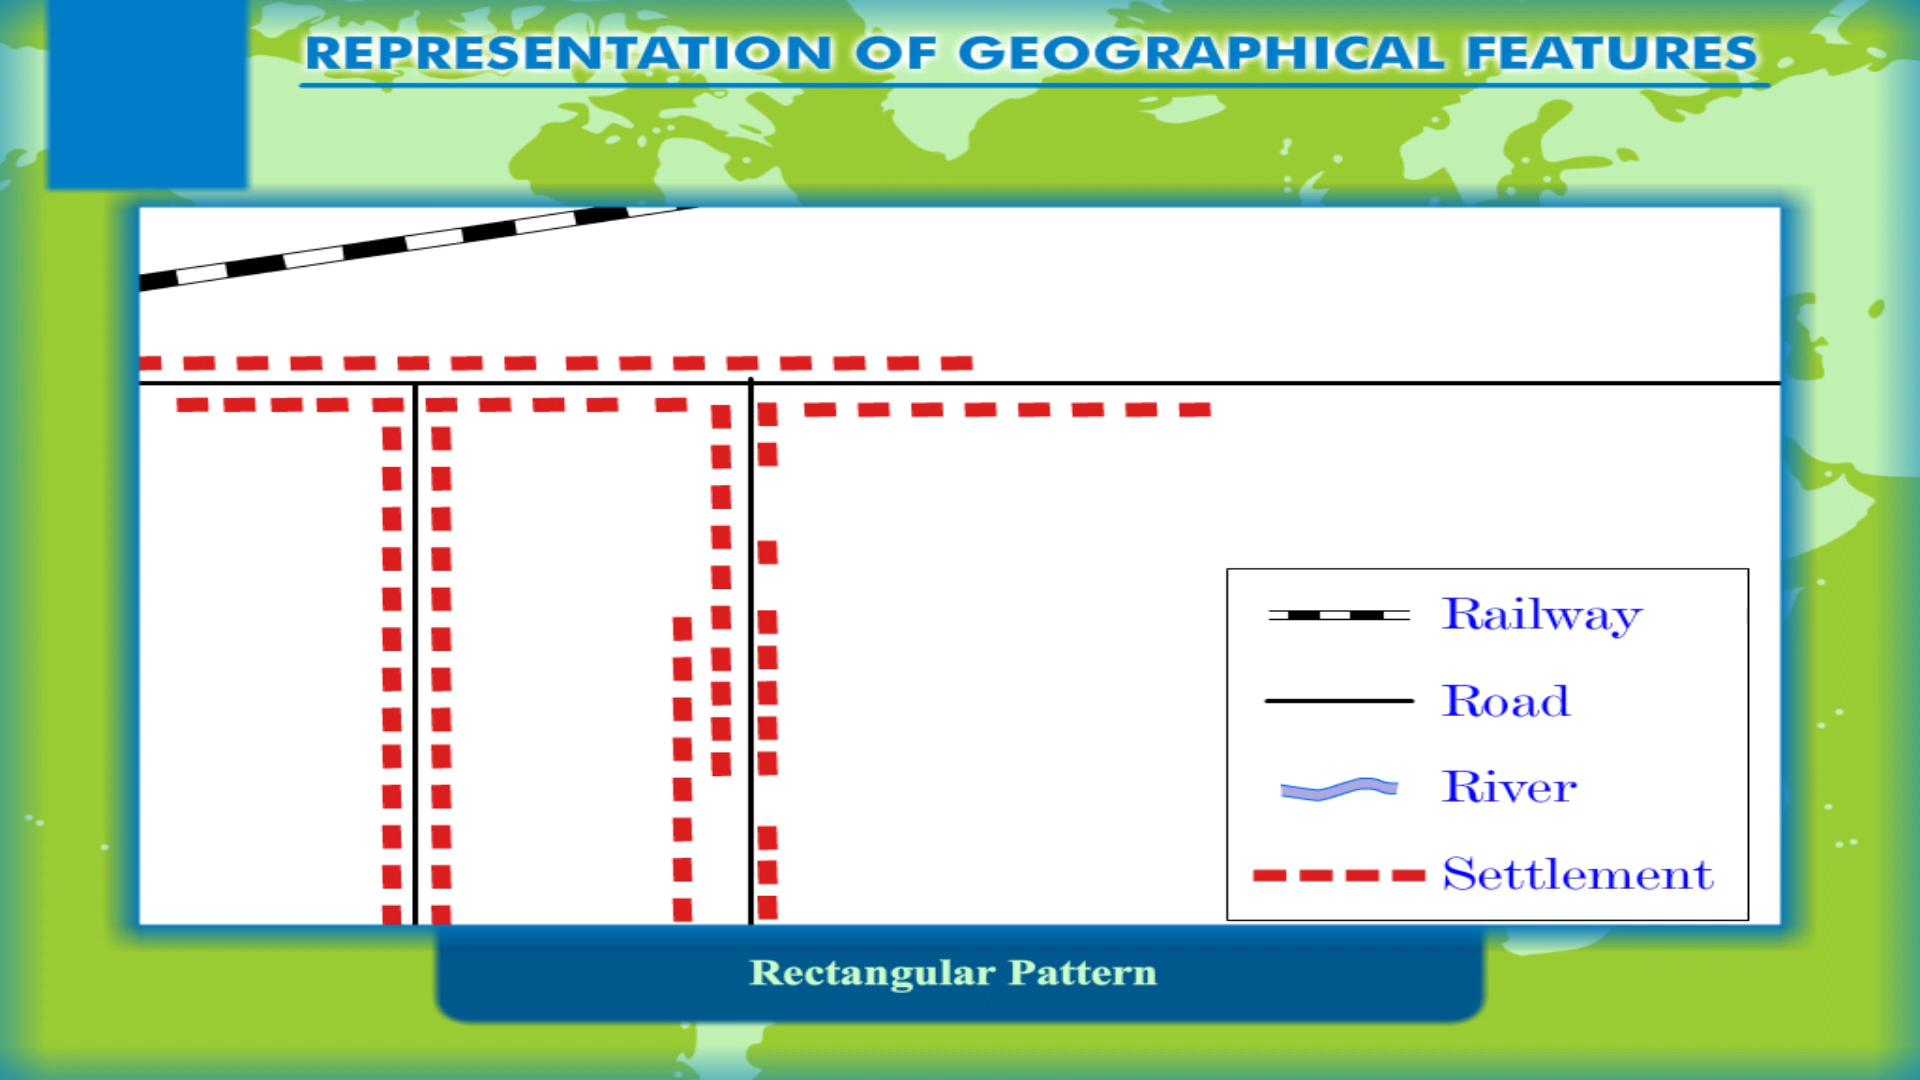 REPRESENTATION OF GEOGRAPHICAL FEATURES
Railway
Road
River
Settlement
Rectangular Pattern